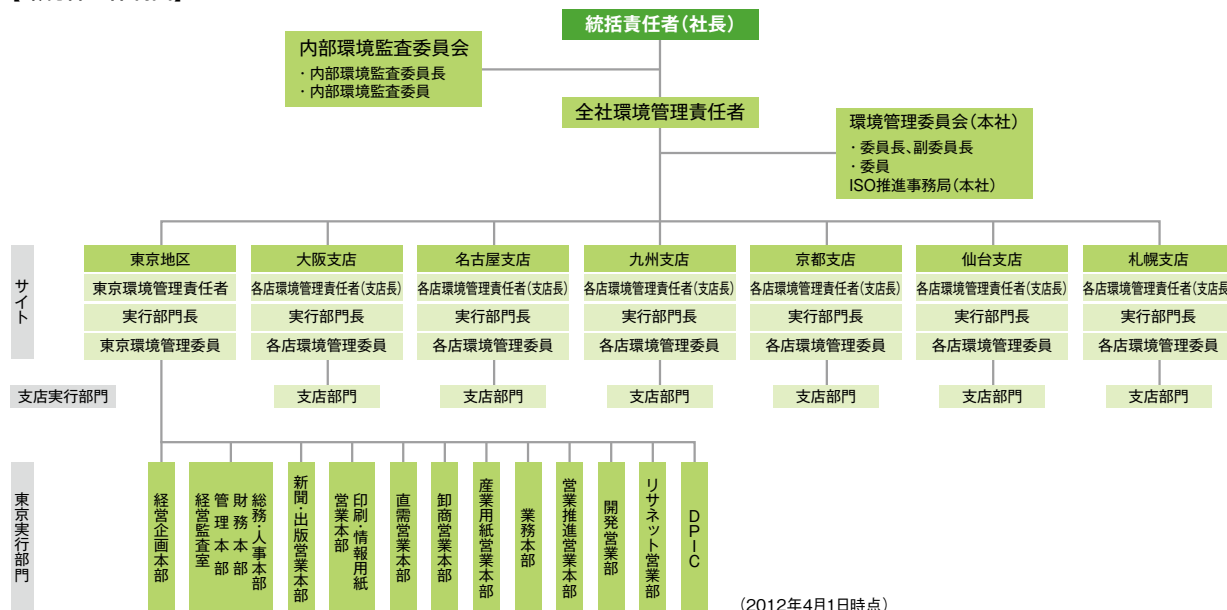 統括責任者(社長)
内部環境監査委員会
・内部環境監査委員長
・内部環境監査委員
全社環境管理責任者
環境管理委員会(本社)
・委員長、副委員長
・委員
ISO推進事務局(本社)
サイト
東京地区
東京環境管理責任者
実行部門長
東京環境管理委員
大阪支店
各店環境管理責任者(支店長)
実行部門長
各店環境管理委員
名古屋支店
各店環境管理責任者(支店長)
実行部門長
各店環境管理委員
九州支店
各店環境管理責任者(支店長)
実行部門長
各店環境管理委員
京都支店
各店環境管理責任者(支店長)
実行部門長
各店環境管理委員
仙台支店
各店環境管理責任者(支店長)
実行部門長
各店環境管理委員
札幌支店
各店環境管理責任者(支店長)
実行部門長
各店環境管理委員
支店実行部門
支店部門
支店部門
支店部門
支店部門
支店部門
支店部門
東京実行部門
経営企画本部
総務・人事本部
財務本部
管理本部
経営監査室
新聞・出版営業本部
印刷・情報用紙
営業本部
直需営業本部
卸商営業本部
産業用紙営業本部
業務本部
営業推進営業本部
開発営業部
リサネット営業部
DPIC
(2012年4月1日時点)